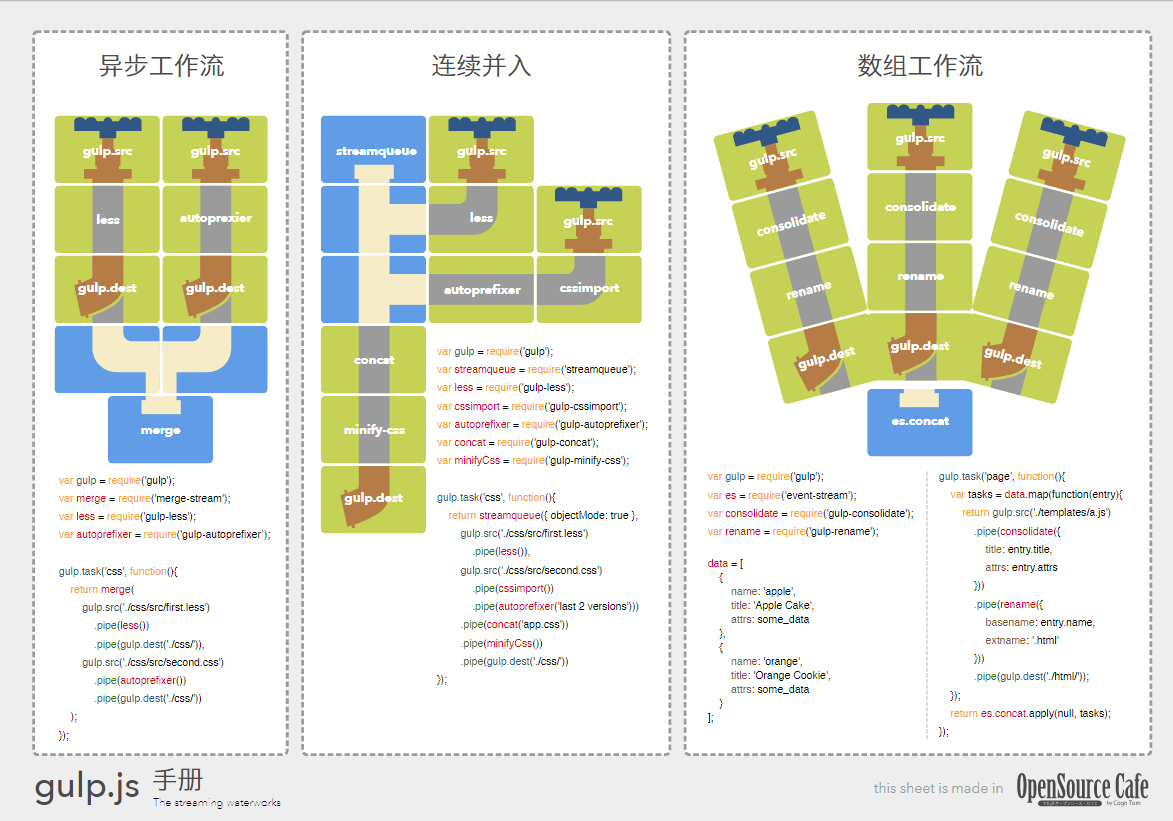 异步工作流
gulp.src
gulp.src
less
autoprexier
gulp.dest
gulp.dest
merge
var gulp = require('gulp');
var merge = require('merge-stream');
var less = require('gulp-less');
var autoprefixer = require('gulp-autoprefixer');
gulp.task('css', function(){
return merge(
gulp.src('./css/src/first.less')
.pipe(less())
.pipe(gulp.dest('./css/')),
gulp.src('./css/src/second.css')
.pipe(autoprefixer())
.pipe(gulp.dest('./css/'))
);
});
连续并入
streamqueue
gulp.src
less
gulp.src
autoprefixer
cssimport
concat
minify-css
gulp.dest
var gulp = require('gulp');
var streamqueue = require('streamqueue');
var less = require('gulp-less');
var cssimport = require('gulp-cssimport');
var autoprefixer = require('gulp-autoprefixer');
var concat = require('gulp-concat');
var minifyCss = require('gulp-minify-css');
gulp.task('css', function(){
return streamqueue({ objectMode: true },
gulp.src('./css/src/first.less')
.pipe(less()),
gulp.src('./css/src/second.css')
.pipe(cssimport())
.pipe(autoprefixer('last 2 versions')))
.pipe(concat('app.css'))
.pipe(minifyCss())
.pipe(gulp.dest('./css/'))
});
数组工作流
gulp.src
consolidate
rename
gulp.dest
gulp.src
consolidate
rename
gulp.dest
gulp.src
consolidate
rename
gulp.dest
es.concat
var gulp = require('gulp');
var es = require('event-stream');
var consolidate = require('gulp-consolidate');
var rename = require('gulp-rename');
data = [
{
name: 'apple',
title: 'Apple Cake',
attrs: some_data
},
{
name: 'orange',
title: 'Orange Cookie',
attrs: some_data
}
];
gulp.task('page', function(){
var tasks = data.map(function(entry){
return gulp.src('./templates/a.js')
.pipe(consolidate({
title: entry.title,
attrs: entry.attrs
}))
.pipe(rename({
basename: entry.name,
extname: '.html'
}))
.pipe(gulp.dest('./html/'));
});
return es.concat.apply(null, tasks);
});
gulp.js 手册
The streaming waterworks
this sheet is made in
OpenSource Cafe
by Cogn Tom